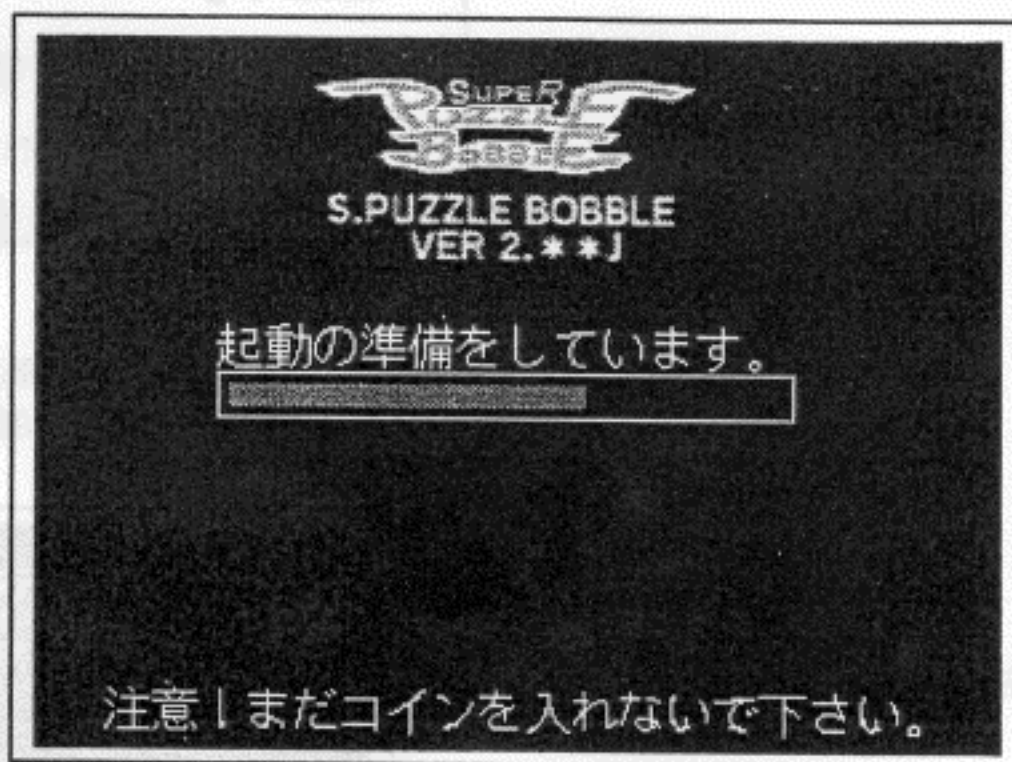 SUPER
PUZZLE
BOBBLE
S.PUZZLE BOBBLE
VER 2.**J
起動の準備をしています。
注意!まだコインを入れないで下さい。